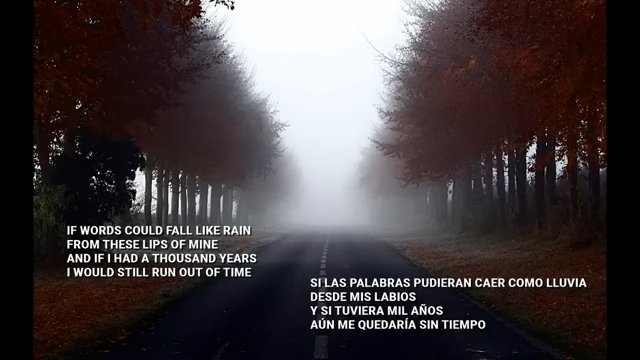 IF WORDS COULD FALL LIKE RAIN
FROM THESE LIPS OF MINE
AND IF I HAD A THOUSAND YEARS
I WOULD STILL RUN OUT OF TIME
SI LAS PALABRAS PUDIERAN CAER COMO LLUVIA
DESDE MIS LABIOS
Y SI TUVIERA MIL AÑOS
AÚN ME QUEDARÍA SIN TIEMPO